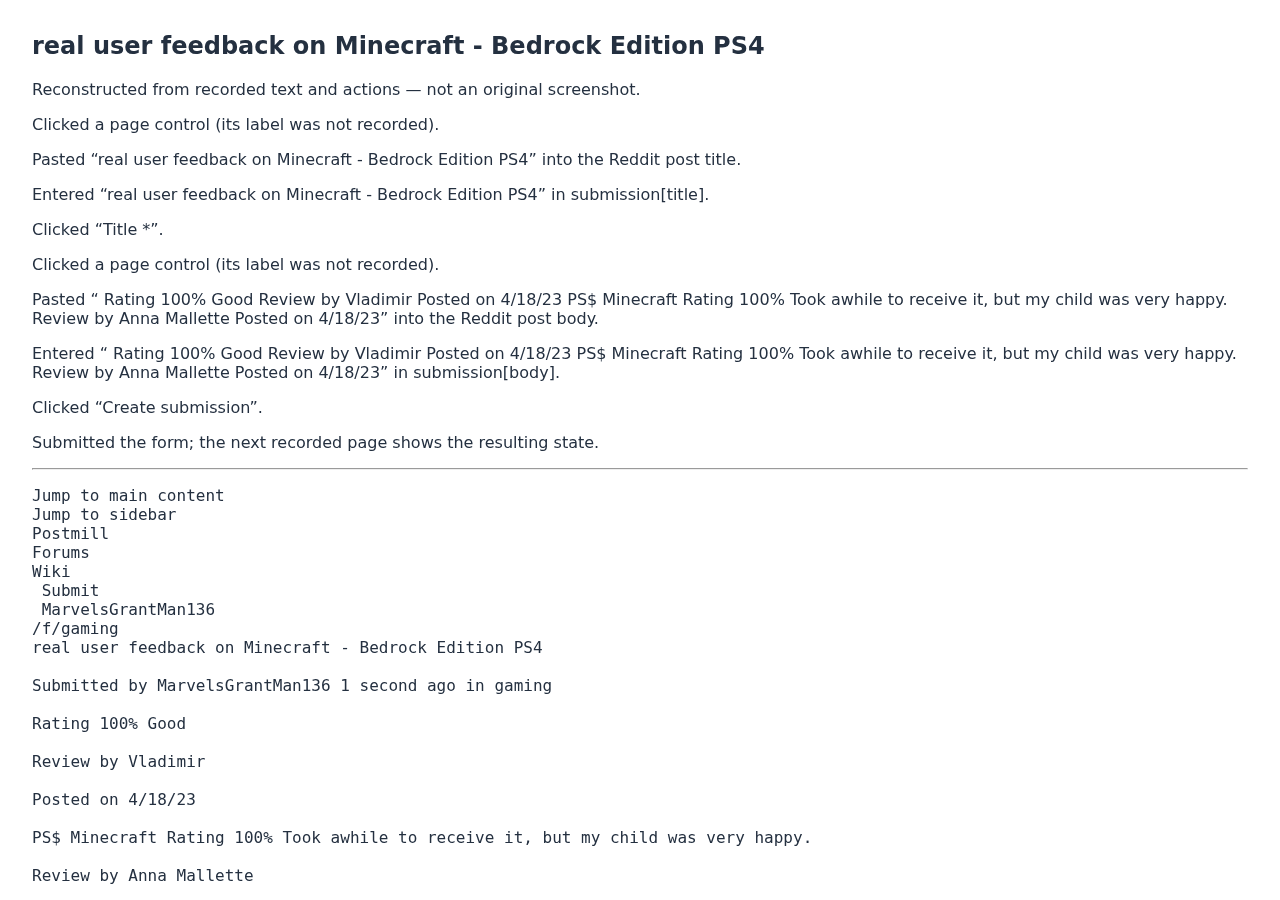 real user feedback on Minecraft - Bedrock Edition PS4
Reconstructed from recorded text and actions — not an original screenshot.
Clicked a page control (its label was not recorded).
Pasted “real user feedback on Minecraft - Bedrock Edition PS4” into the Reddit post title.
Entered “real user feedback on Minecraft - Bedrock Edition PS4” in submission[title].
Clicked “Title *”.
Clicked a page control (its label was not recorded).
Pasted “ Rating 100% Good Review by Vladimir Posted on 4/18/23 PS$ Minecraft Rating 100% Took awhile to receive it, but my child was very happy.
Review by Anna Mallette Posted on 4/18/23” into the Reddit post body.
Entered “ Rating 100% Good Review by Vladimir Posted on 4/18/23 PS$ Minecraft Rating 100% Took awhile to receive it, but my child was very happy.
Review by Anna Mallette Posted on 4/18/23” in submission[body].
Clicked “Create submission”.
Submitted the form; the next recorded page shows the resulting state.
Jump to main content
Jump to sidebar
Postmill
Forums
Wiki
Submit
MarvelsGrantMan136
/f/gaming
real user feedback on Minecraft - Bedrock Edition PS4
Submitted by MarvelsGrantMan136 1 second ago in gaming
Rating 100% Good
Review by Vladimir
Posted on 4/18/23
PS$ Minecraft Rating 100% Took awhile to receive it, but my child was very happy.
Review by Anna Mallette